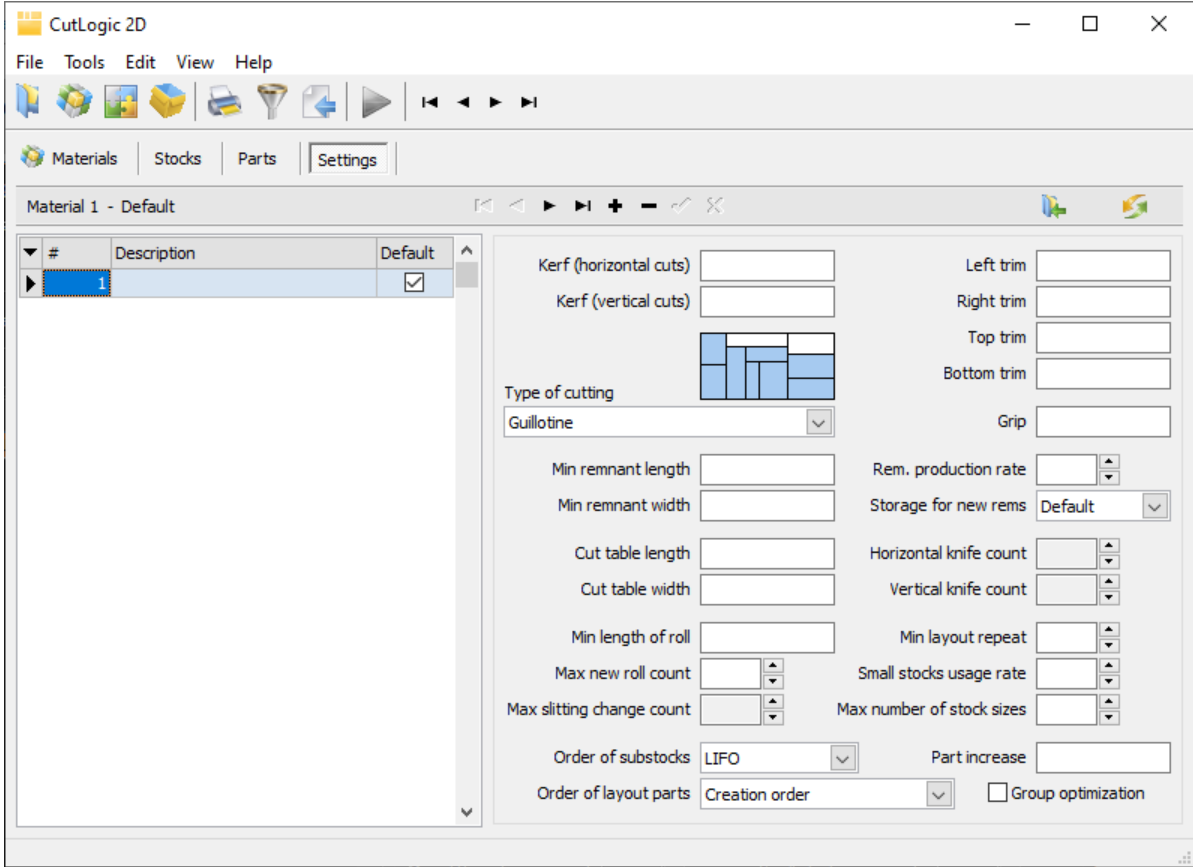 CutLogic 2D
File Tools Edit View Help
Materials Stocks Parts Settings
Material 1 - Default
# Description Default
1
Kerf (horizontal cuts) Left trim
Kerf (vertical cuts) Right trim
Top trim
Bottom trim
Type of cutting
Guillotine Grip
Min remnant length Rem. production rate
Min remnant width Storage for new rems Default
Cut table length Horizontal knife count
Cut table width Vertical knife count
Min length of roll Min layout repeat
Max new roll count Small stocks usage rate
Max slitting change count Max number of stock sizes
Order of substocks LIFO Part increase
Order of layout parts Creation order Group optimization